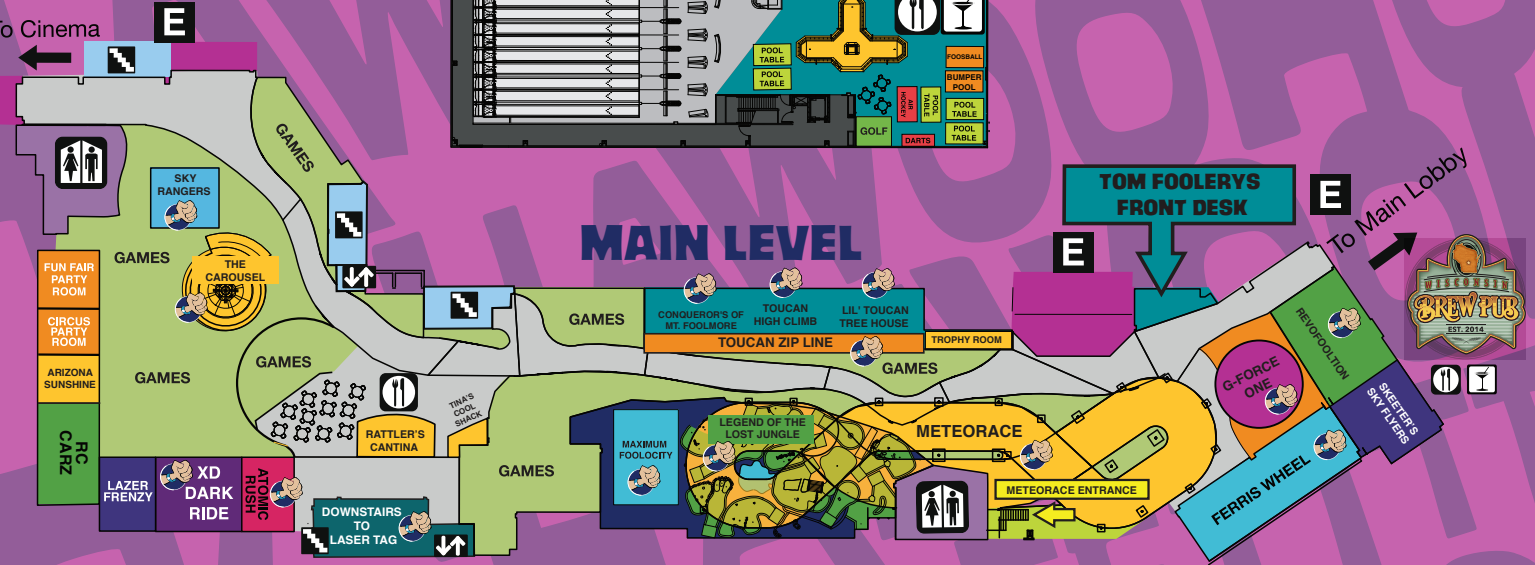 To Cinema
E
POOL
TABLE
POOL
TABLE
FOOSBALL
BUMPER
POOL
AIR
HOCKEY
POOL
TABLE
POOL
TABLE
POOL
TABLE
GOLF
DARTS
GAMES
SKY
RANGERS
GAMES
THE
CAROUSEL
FUN FAIR
PARTY
ROOM
CIRCUS
PARTY
ROOM
ARIZONA
SUNSHINE
GAMES
GAMES
RC
CARZ
LAZER
FRENZY
XD
DARK
RIDE
ATOMIC
RUSH
RATTLER'S
CANTINA
TINA'S
COOL
SHACK
DOWNSTAIRS
TO
LASER TAG
GAMES
MAIN LEVEL
GAMES
CONQUEROR'S OF
MT. FOOLMORE
TOUCAN
HIGH CLIMB
LIL' TOUCAN
TREE HOUSE
TOUCAN ZIP LINE
TROPHY ROOM
GAMES
MAXIMUM
FOOLOCITY
LEGEND OF THE
LOST JUNGLE
METEORACE
METEORACE ENTRANCE
E
TOM FOOLERYS
FRONT DESK
E
To Main Lobby
G-FORCE
ONE
REVOFOOLTION
SKEETER'S
SKY FLYERS
FERRIS WHEEL
WISCONSIN
BREW PUB
EST. 2014